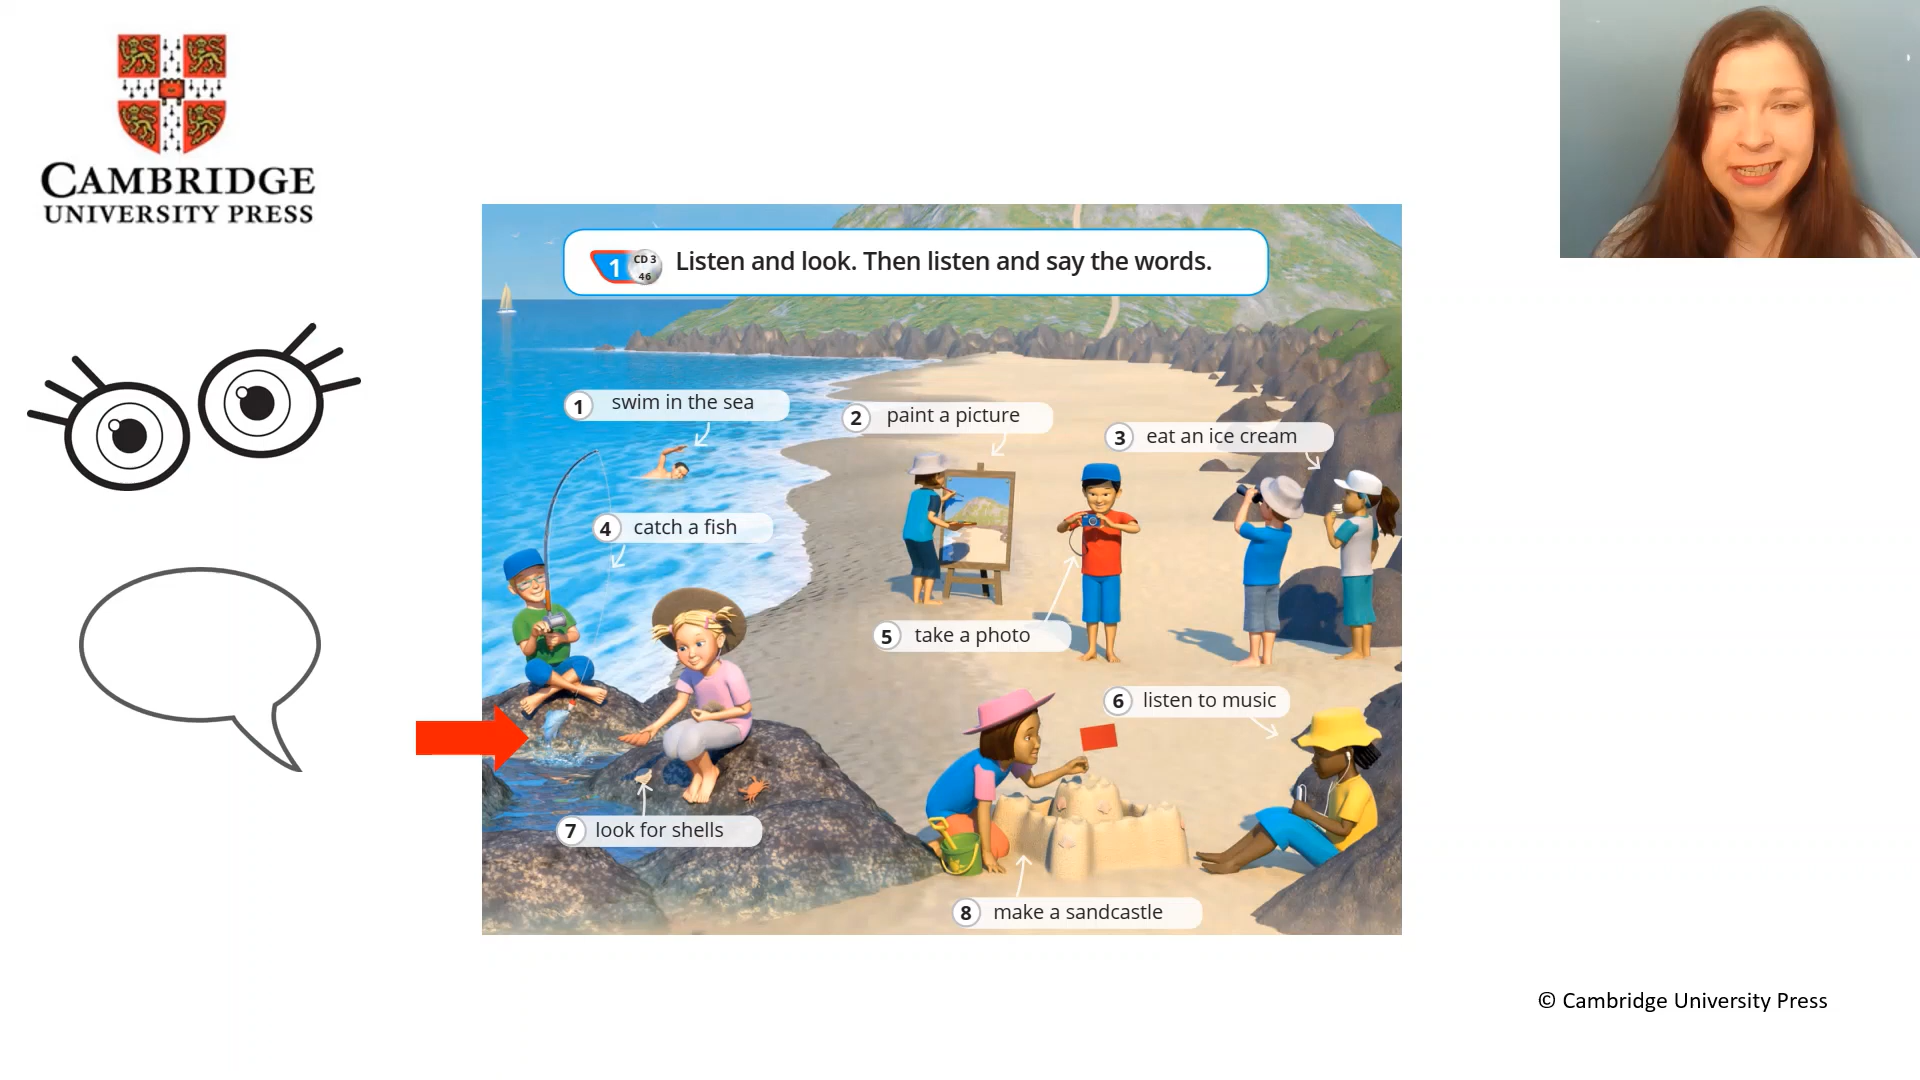 CAMBRIDGE
UNIVERSITY PRESS
1 CD 3 46 Listen and look. Then listen and say the words.
1 swim in the sea
2 paint a picture
3 eat an ice cream
4 catch a fish
5 take a photo
6 listen to music
7 look for shells
8 make a sandcastle
© Cambridge University Press